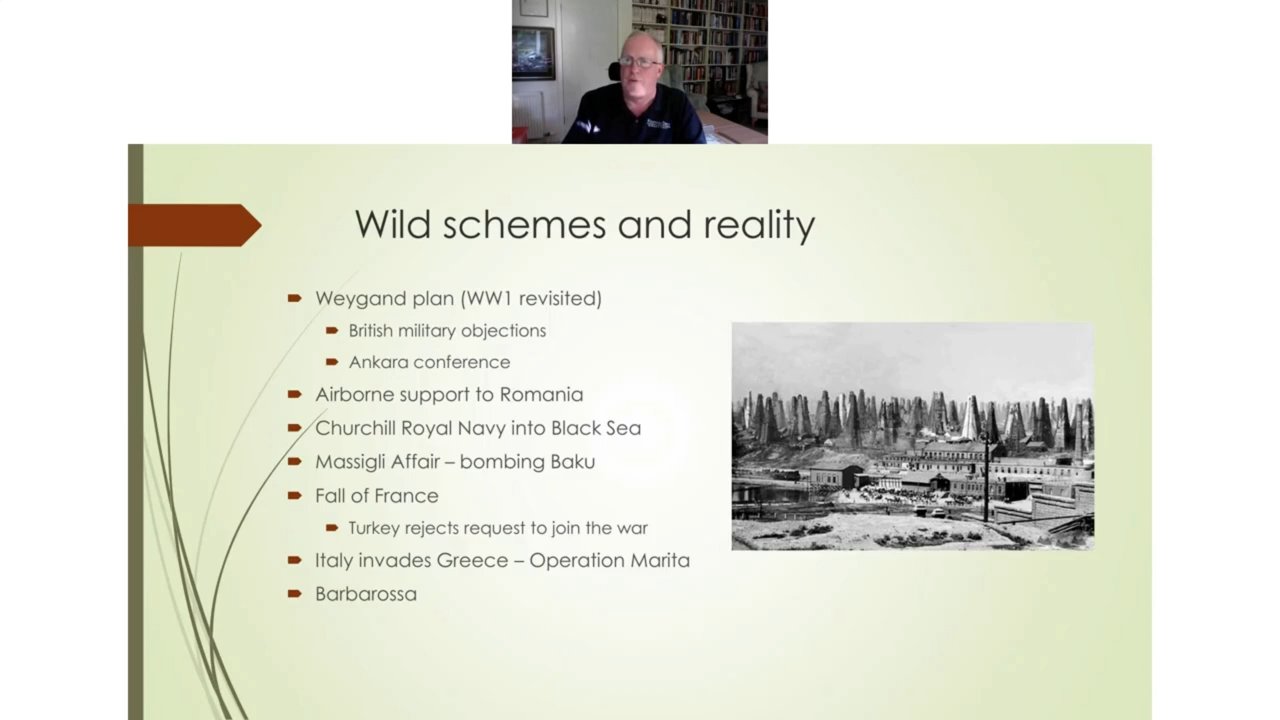 Wild schemes and reality
Weygand plan (WW1 revisited)
British military objections
Ankara conference
Airborne support to Romania
Churchill Royal Navy into Black Sea
Massigli Affair – bombing Baku
Fall of France
Turkey rejects request to join the war
Italy invades Greece – Operation Marita
Barbarossa